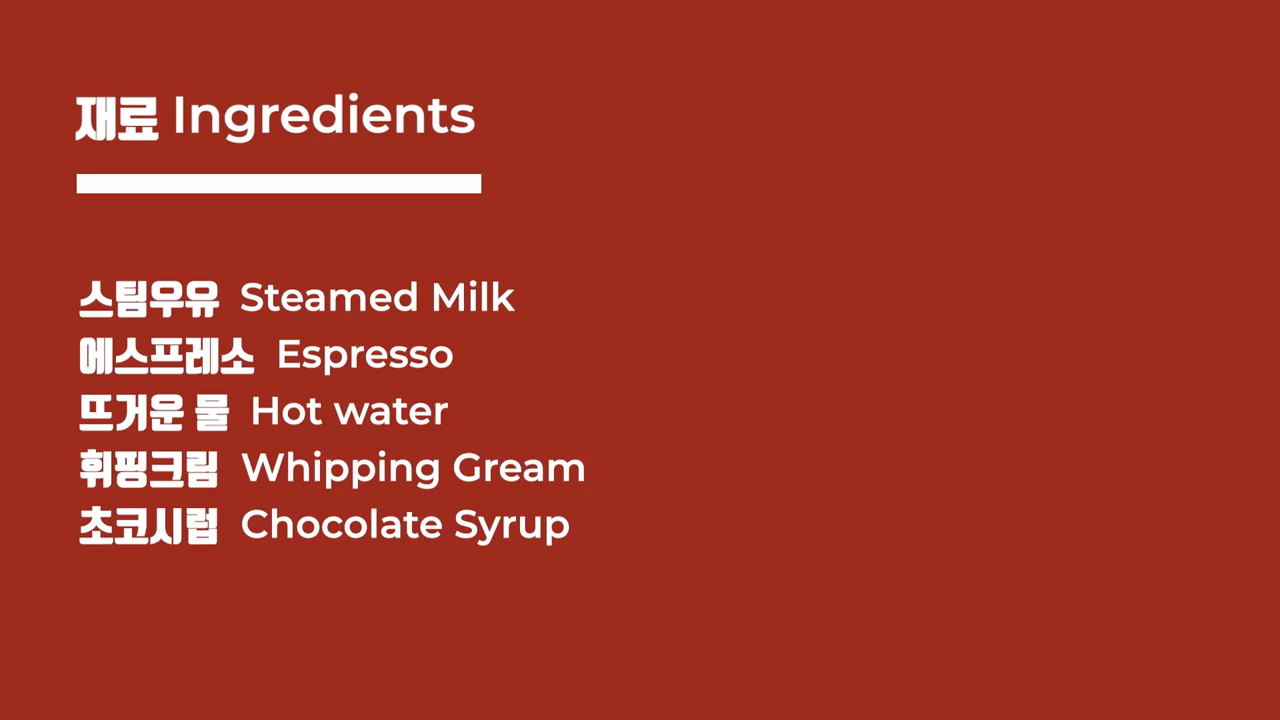 재료 Ingredients
스팀우유 Steamed Milk
에스프레소 Espresso
뜨거운 물 Hot water
휘핑크림 Whipping Gream
초코시럽 Chocolate Syrup